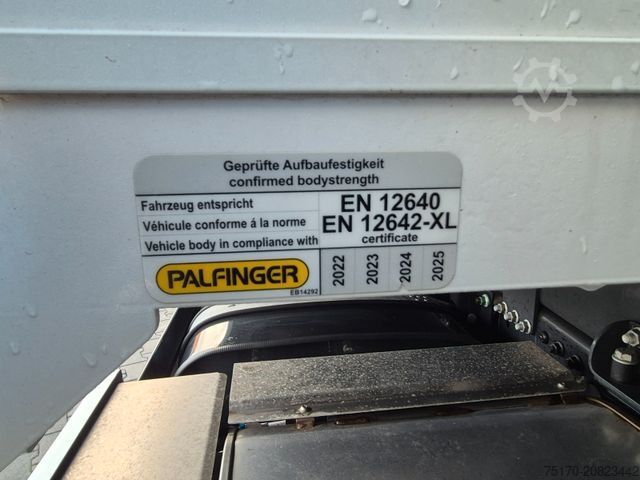 Geprüfte Aufbaufestigkeit
confirmed bodystrength
Fahrzeug entspricht
Véhicule conforme á la norme
Vehicle body in compliance with
EN 12640
EN 12642-XL
certificate
PALFINGER
EB14292
2022
2023
2024
2025
75170-20823442